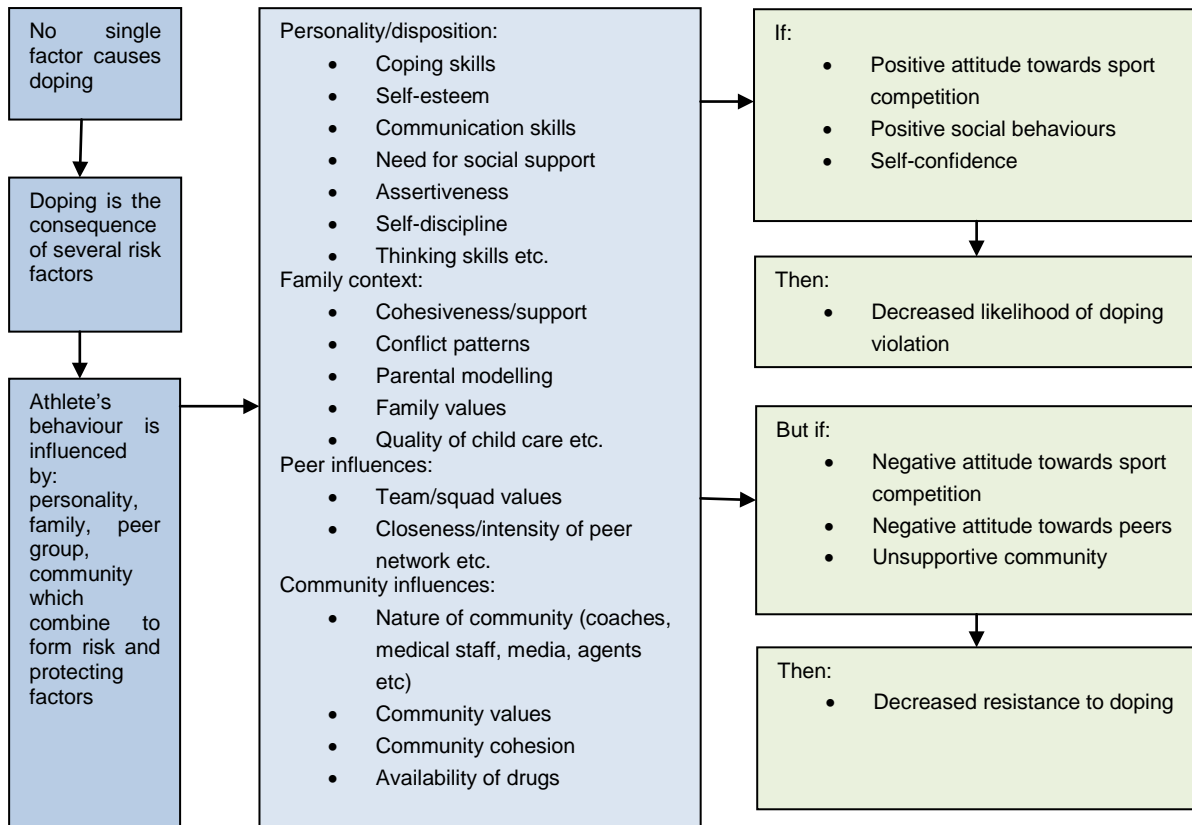 No single
factor causes
doping
Doping is the
consequence
of several risk
factors
Athlete's
behaviour is
influenced
by:
personality,
family, peer
group,
community
which
combine to
form risk and
protecting
factors
Personality/disposition:
• Coping skills
• Self-esteem
• Communication skills
• Need for social support
• Assertiveness
• Self-discipline
• Thinking skills etc.
Family context:
• Cohesiveness/support
• Conflict patterns
• Parental modelling
• Family values
• Quality of child care etc.
Peer influences:
• Team/squad values
• Closeness/intensity of peer
network etc.
Community influences:
• Nature of community (coaches,
medical staff, media, agents
etc)
• Community values
• Community cohesion
• Availability of drugs
If:
• Positive attitude towards sport
competition
• Positive social behaviours
• Self-confidence
Then:
• Decreased likelihood of doping
violation
But if:
• Negative attitude towards sport
competition
• Negative attitude towards peers
• Unsupportive community
Then:
• Decreased resistance to doping